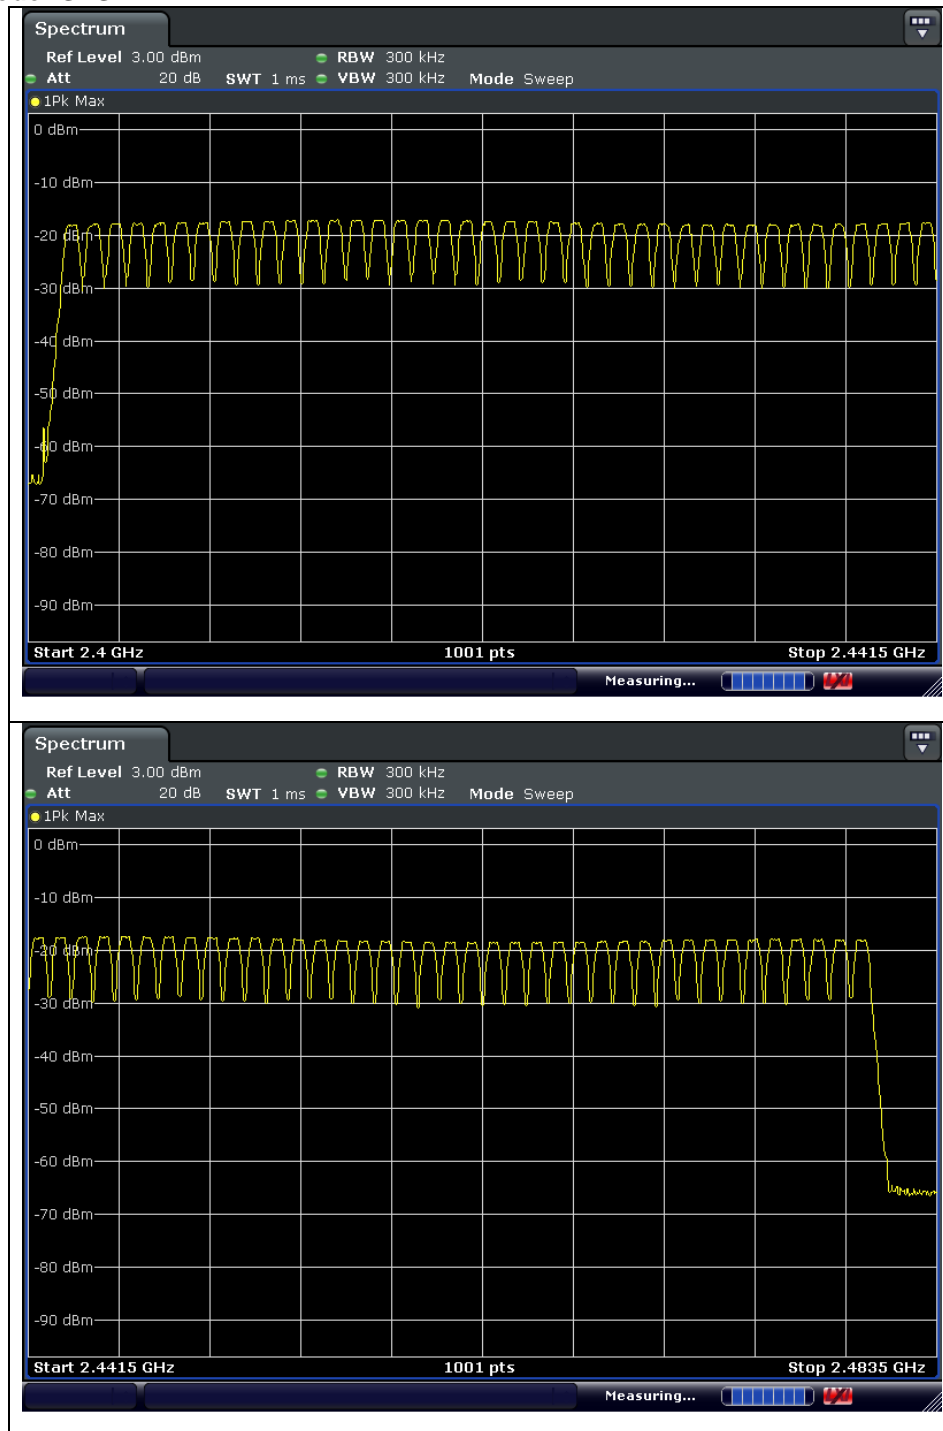 Spectrum
Ref Level 3.00 dBm RBW 300 kHz
Att 20 dB SWT 1 ms VBW 300 kHz Mode Sweep
1Pk Max
0 dBm
-10 dBm
-20 dBm
-30 dBm
-40 dBm
-50 dBm
-60 dBm
-70 dBm
-80 dBm
-90 dBm
Start 2.4 GHz 1001 pts Stop 2.4415 GHz
Measuring...
Spectrum
Ref Level 3.00 dBm RBW 300 kHz
Att 20 dB SWT 1 ms VBW 300 kHz Mode Sweep
1Pk Max
0 dBm
-10 dBm
-20 dBm
-30 dBm
-40 dBm
-50 dBm
-60 dBm
-70 dBm
-80 dBm
-90 dBm
Start 2.4415 GHz 1001 pts Stop 2.4835 GHz
Measuring...